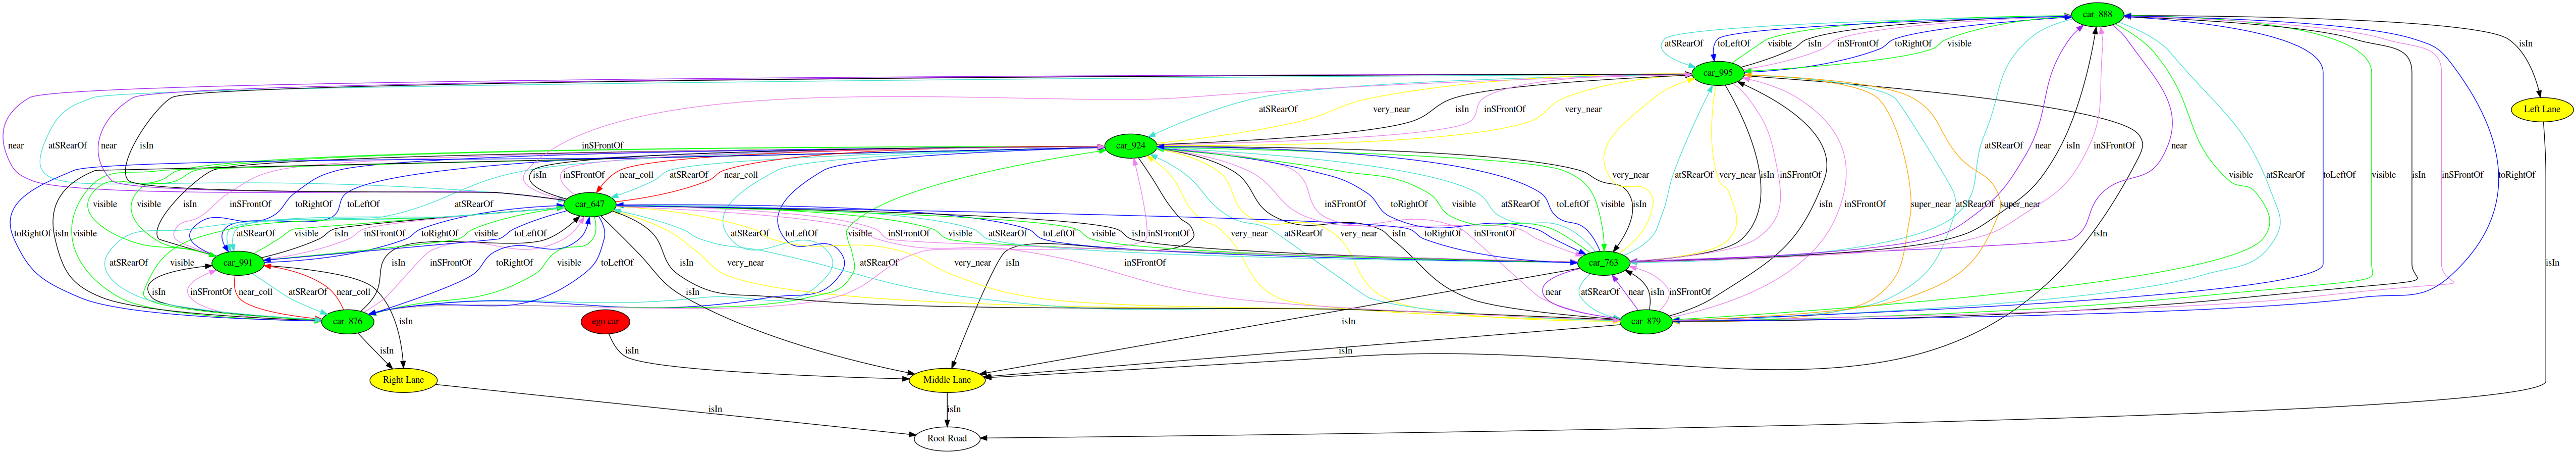 car_888
isIn
atSRearOf toLeftOf visible isIn inSFrontOf toRightOf visible
car_995
Left Lane
atSRearOf very_near isIn inSFrontOf very_near
near atSRearOf near isIn inSFrontOf atSRearOf near isIn inSFrontOf near
car_924
isIn inSFrontOf near_coll atSRearOf near_coll very_near atSRearOf very_near isIn inSFrontOf visible atSRearOf toLeftOf visible isIn inSFrontOf toRightOf
car_647
visible visible isIn inSFrontOf toRightOf toLeftOf atSRearOf inSFrontOf toRightOf visible atSRearOf toLeftOf visible isIn isIn inSFrontOf super_near atSRearOf super_near
toRightOf isIn visible atSRearOf visible isIn inSFrontOf toRightOf toLeftOf inSFrontOf visible atSRearOf toLeftOf visible isIn inSFrontOf atSRearOf visible toLeftOf visible very_near atSRearOf very_near isIn toRightOf inSFrontOf isIn
car_991
car_763
atSRearOf visible isIn inSFrontOf toRightOf visible toLeftOf isIn very_near very_near isIn inSFrontOf isIn
isIn inSFrontOf near_coll atSRearOf near_coll isIn near atSRearOf near isIn inSFrontOf
car_876
ego car
car_879
isIn isIn isIn isIn isIn
Right Lane
Middle Lane
isIn isIn
Root Road